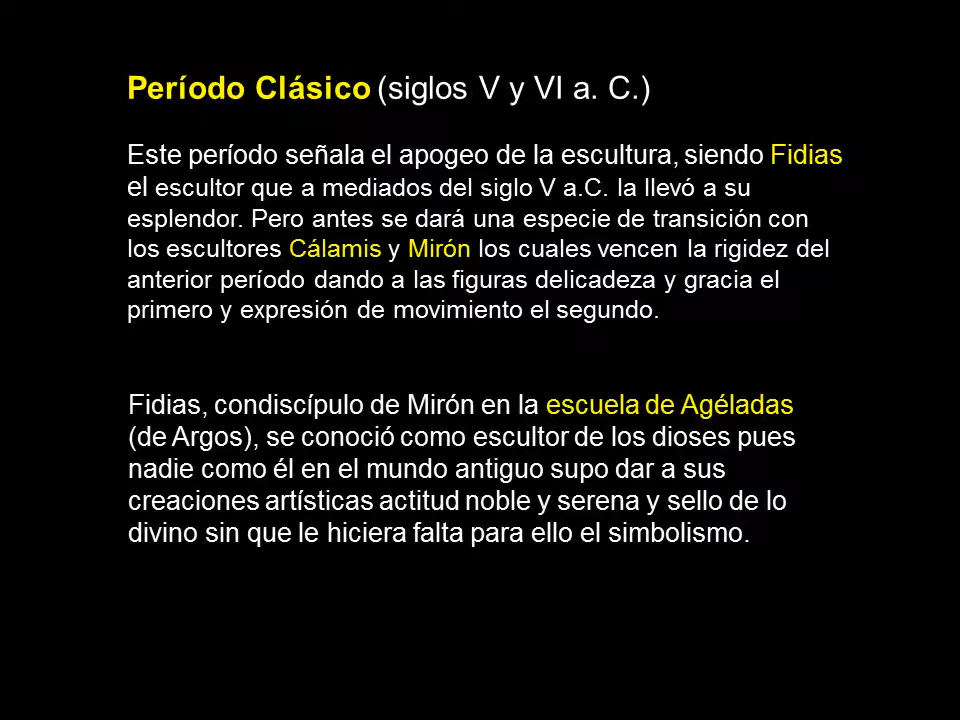 Período Clásico (siglos V y VI a. C.)
Este período señala el apogeo de la escultura, siendo Fidias
el escultor que a mediados del siglo V a.C. la llevó a su
esplendor. Pero antes se dará una especie de transición con
los escultores Cálamis y Mirón los cuales vencen la rigidez del
anterior período dando a las figuras delicadeza y gracia el
primero y expresión de movimiento el segundo.
Fidias, condiscípulo de Mirón en la escuela de Agéladas
(de Argos), se conoció como escultor de los dioses pues
nadie como él en el mundo antiguo supo dar a sus
creaciones artísticas actitud noble y serena y sello de lo
divino sin que le hiciera falta para ello el simbolismo.